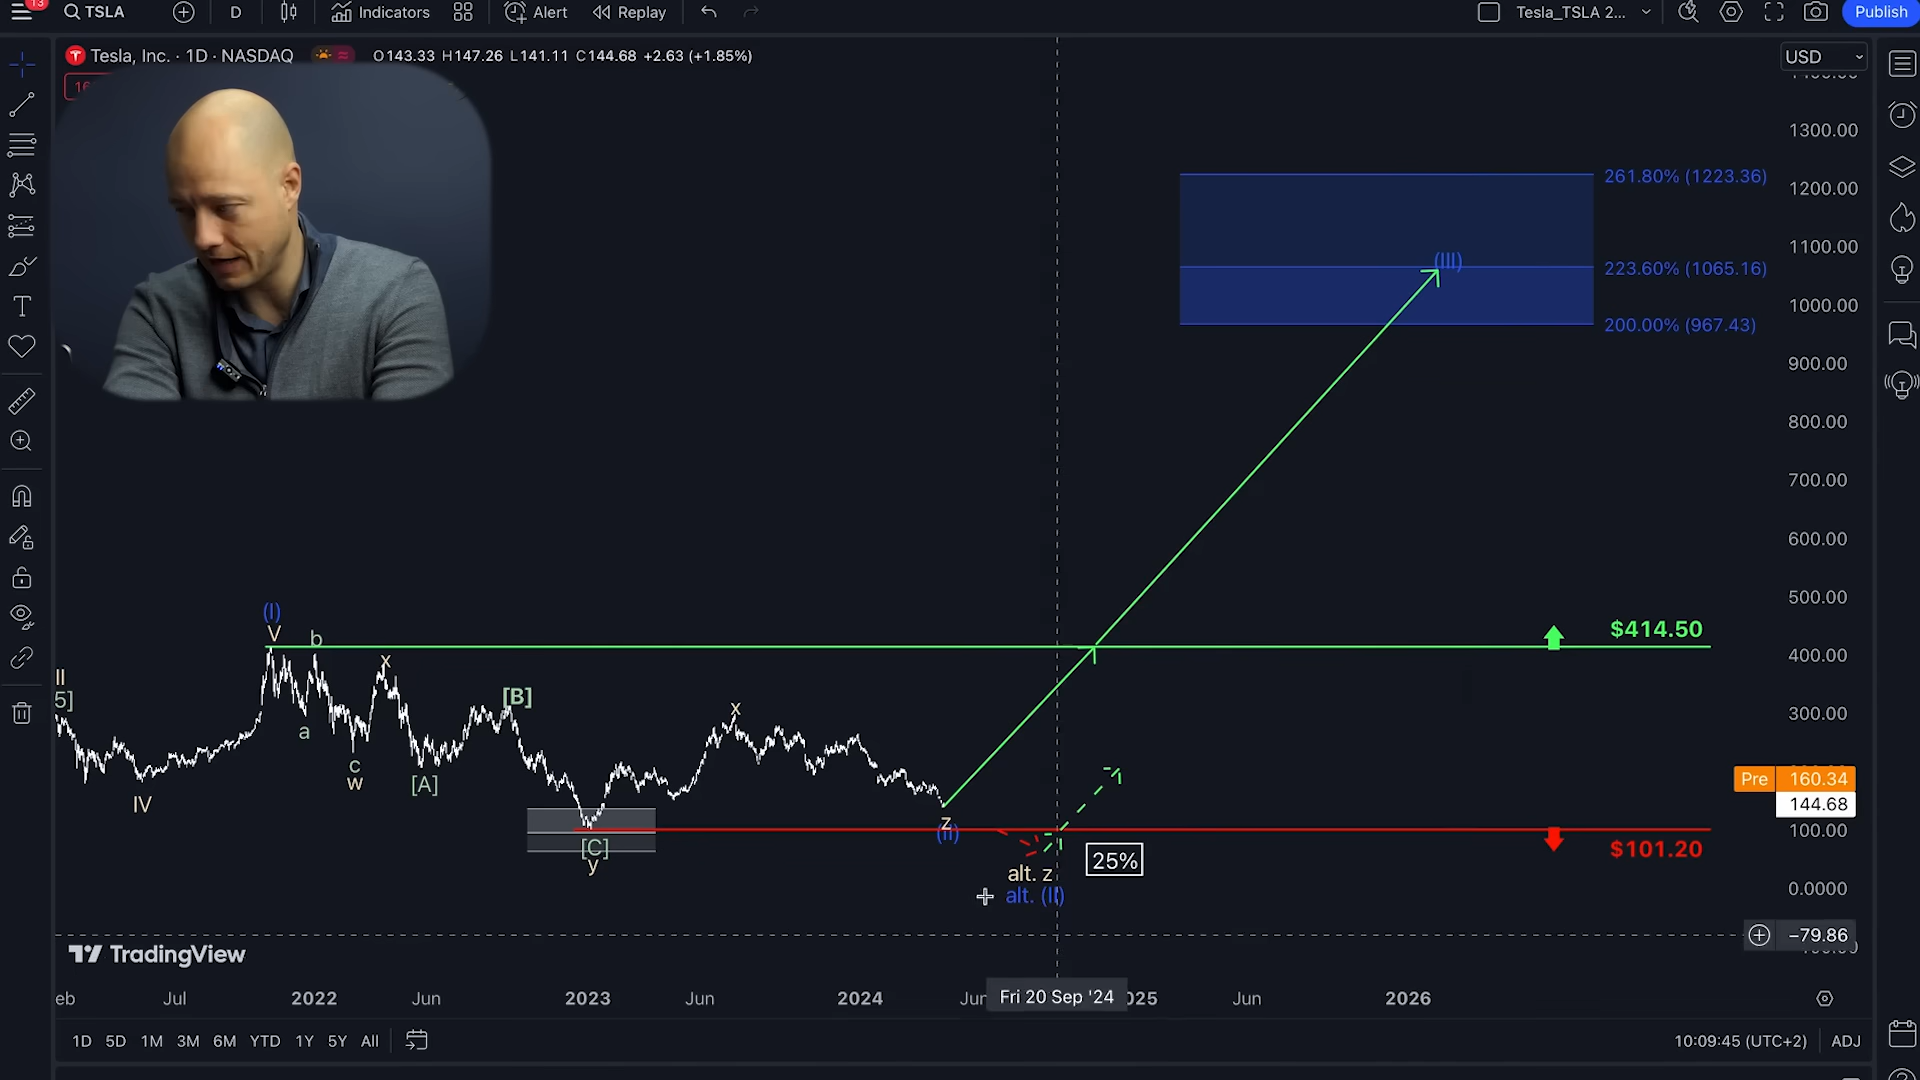 13
TSLA
D
Indicators
Alert
Replay
Tesla_TSLA 2...
Publish
Tesla, Inc. · 1D · NASDAQ
O143.33 H147.26 L141.11 C144.68 +2.63 (+1.85%)
USD
1300.00
261.80% (1223.36)
1200.00
1100.00
(III)
223.60% (1065.16)
1000.00
200.00% (967.43)
900.00
800.00
700.00
600.00
500.00
(I)
V
b
$414.50
400.00
x
II
5]
[B]
x
300.00
a
c
w
[A]
IV
Pre 160.34
144.68
z
(II)
100.00
[C]
y
25%
$101.20
alt. z
alt. (II)
0.0000
−79.86
TradingView
eb
Jul
2022
Jun
2023
Jun
2024
Jun
Fri 20 Sep '24
025
Jun
2026
1D 5D 1M 3M 6M YTD 1Y 5Y All
10:09:45 (UTC+2)
ADJ